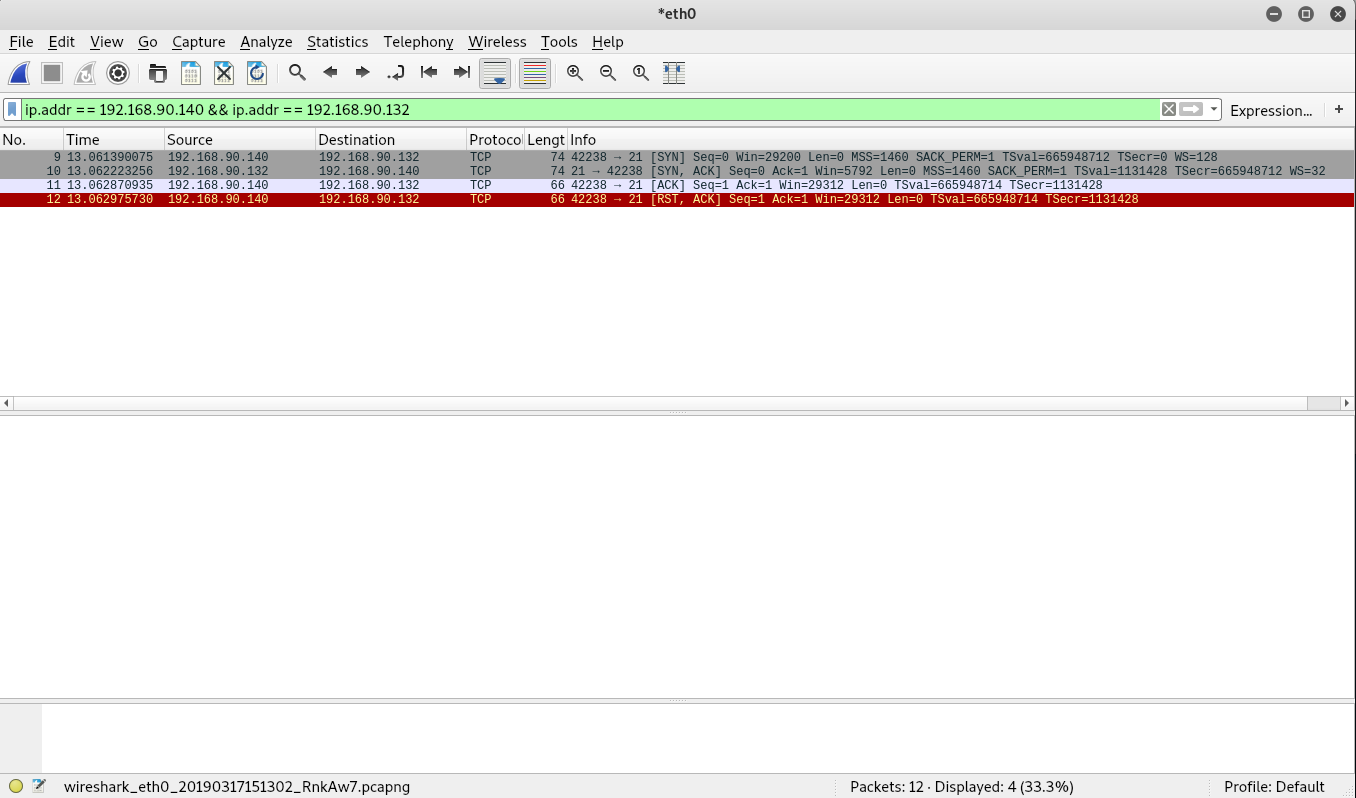 *eth0
File Edit View Go Capture Analyze Statistics Telephony Wireless Tools Help
ip.addr == 192.168.90.140 && ip.addr == 192.168.90.132 Expression... +
No. Time Source Destination Protocol Lengt Info
9 13.061390075 192.168.90.140 192.168.90.132 TCP 74 42238 → 21 [SYN] Seq=0 Win=29200 Len=0 MSS=1460 SACK_PERM=1 TSval=665948712 TSecr=0 WS=128
10 13.062223256 192.168.90.132 192.168.90.140 TCP 74 21 → 42238 [SYN, ACK] Seq=0 Ack=1 Win=5792 Len=0 MSS=1460 SACK_PERM=1 TSval=1131428 TSecr=665948712 WS=32
11 13.062870935 192.168.90.140 192.168.90.132 TCP 66 42238 → 21 [ACK] Seq=1 Ack=1 Win=29312 Len=0 TSval=665948714 TSecr=1131428
12 13.062975730 192.168.90.140 192.168.90.132 TCP 66 42238 → 21 [RST, ACK] Seq=1 Ack=1 Win=29312 Len=0 TSval=665948714 TSecr=1131428
wireshark_eth0_20190317151302_RnkAw7.pcapng Packets: 12 · Displayed: 4 (33.3%) Profile: Default